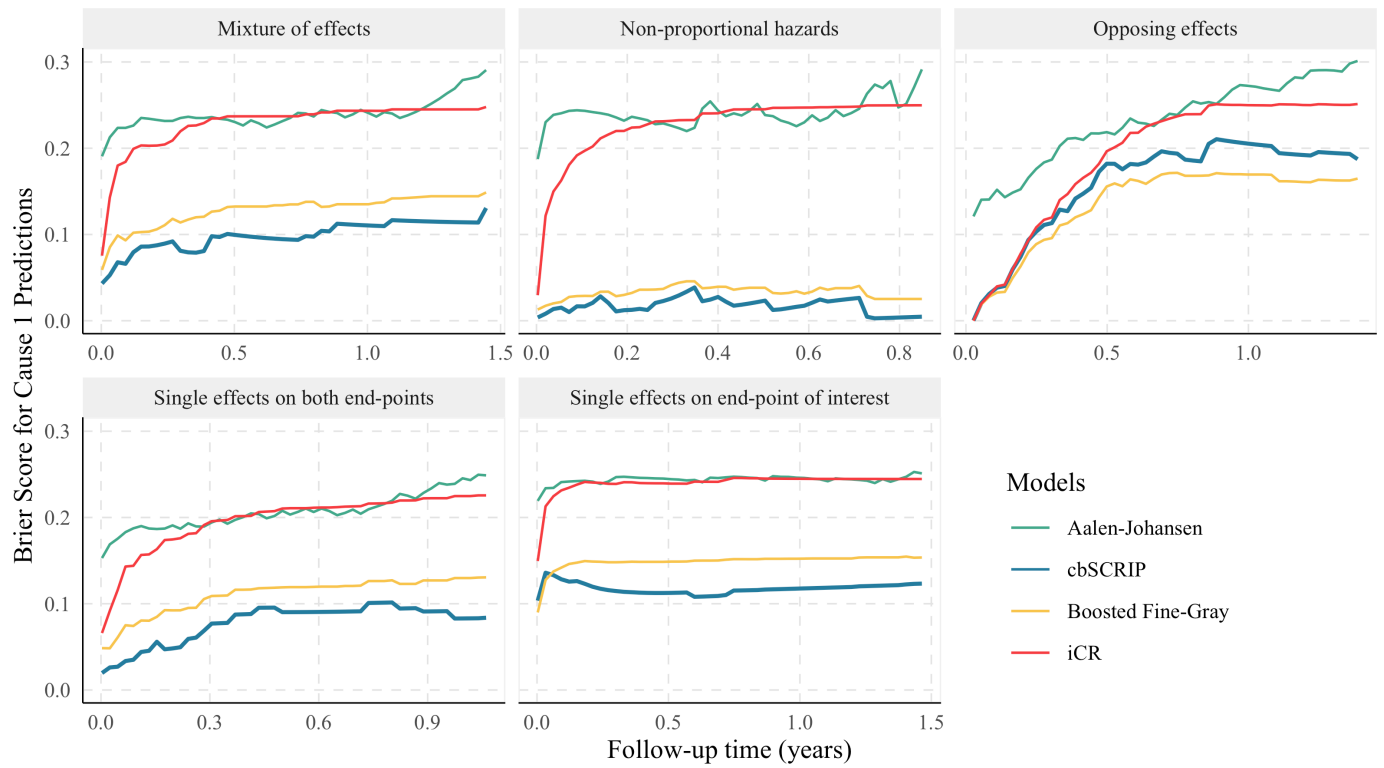 Mixture of effects
Non-proportional hazards
Opposing effects
0.3
0.2
0.1
0.0
0.0 0.5 1.0 1.5
0.0 0.2 0.4 0.6 0.8
0.0 0.5 1.0
Brier Score for Cause 1 Predictions
Single effects on both end-points
Single effects on end-point of interest
0.3
0.2
0.1
0.0
0.0 0.3 0.6 0.9
0.0 0.5 1.0 1.5
Follow-up time (years)
Models
Aalen-Johansen
cbSCRIP
Boosted Fine-Gray
iCR